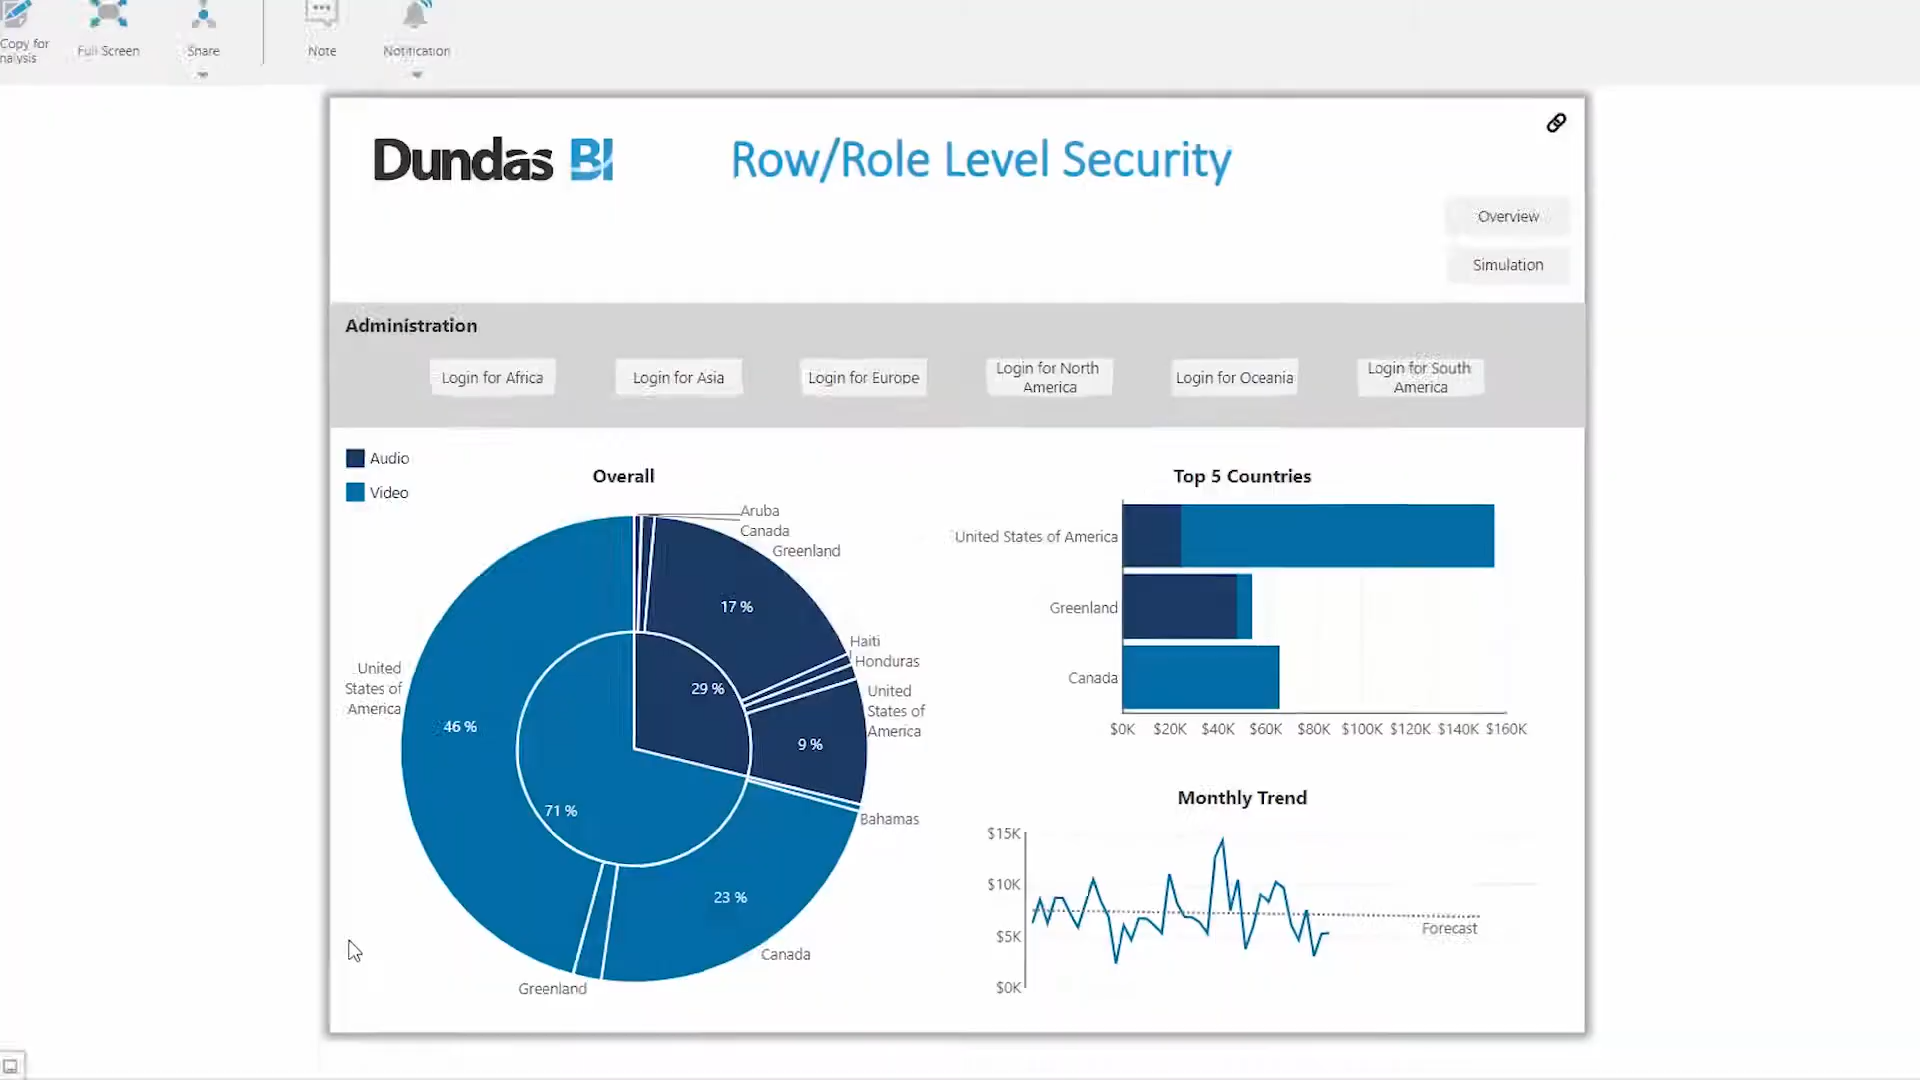 Copy for
nalysis
Full Screen
Share
Note
Notification
Dundas BI
Row/Role Level Security
Overview
Simulation
Administration
Login for Africa
Login for Asia
Login for Europe
Login for North
America
Login for Oceania
Login for South
America
Audio
Video
Overall
Aruba
Canada
Greenland
17 %
Haiti
Honduras
29 %
United
States of
America
9 %
United
States of
America
46 %
71 %
Bahamas
23 %
Canada
Greenland
Top 5 Countries
United States of America
Greenland
Canada
$0K $20K $40K $60K $80K $100K $120K $140K $160K
Monthly Trend
$15K
$10K
$5K
$0K
Forecast